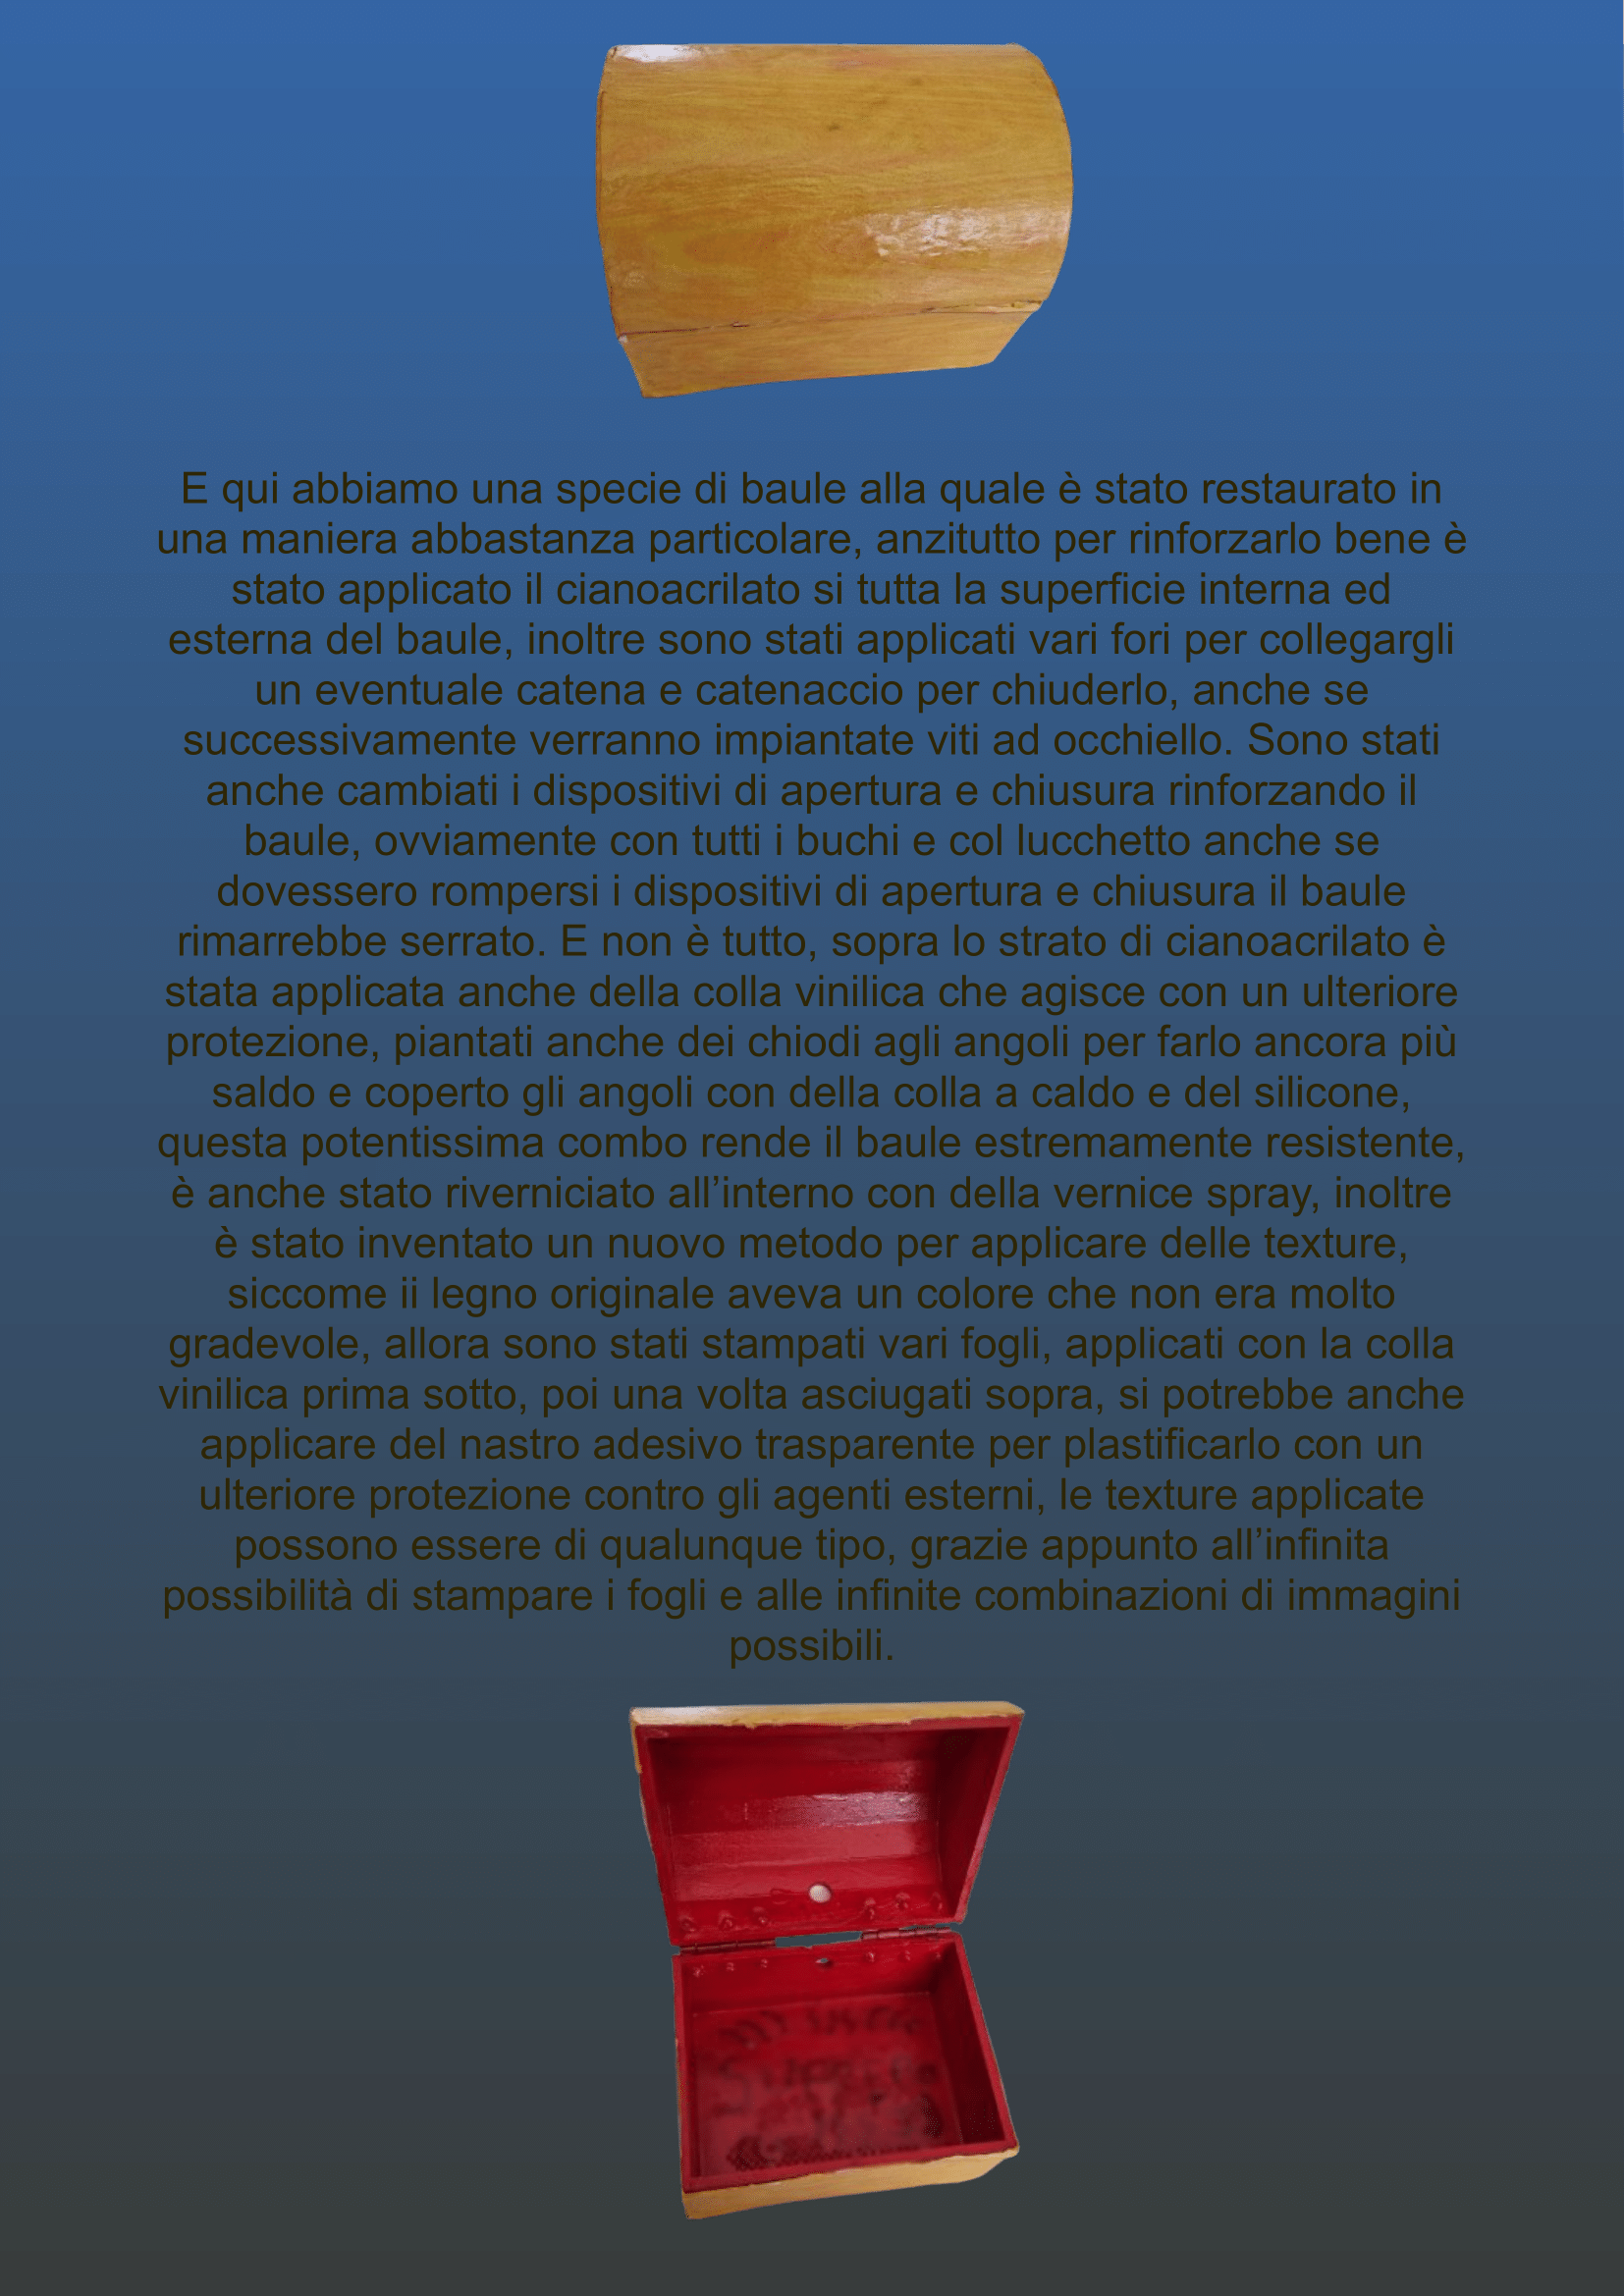 E qui abbiamo una specie di baule alla quale è stato restaurato in
una maniera abbastanza particolare, anzitutto per rinforzarlo bene è
stato applicato il cianoacrilato si tutta la superficie interna ed
esterna del baule, inoltre sono stati applicati vari fori per collegargli
un eventuale catena e catenaccio per chiuderlo, anche se
successivamente verranno impiantate viti ad occhiello. Sono stati
anche cambiati i dispositivi di apertura e chiusura rinforzando il
baule, ovviamente con tutti i buchi e col lucchetto anche se
dovessero rompersi i dispositivi di apertura e chiusura il baule
rimarrebbe serrato. E non è tutto, sopra lo strato di cianoacrilato è
stata applicata anche della colla vinilica che agisce con un ulteriore
protezione, piantati anche dei chiodi agli angoli per farlo ancora più
saldo e coperto gli angoli con della colla a caldo e del silicone,
questa potentissima combo rende il baule estremamente resistente,
è anche stato riverniciato all’interno con della vernice spray, inoltre
è stato inventato un nuovo metodo per applicare delle texture,
siccome ii legno originale aveva un colore che non era molto
gradevole, allora sono stati stampati vari fogli, applicati con la colla
vinilica prima sotto, poi una volta asciugati sopra, si potrebbe anche
applicare del nastro adesivo trasparente per plastificarlo con un
ulteriore protezione contro gli agenti esterni, le texture applicate
possono essere di qualunque tipo, grazie appunto all’infinita
possibilità di stampare i fogli e alle infinite combinazioni di immagini
possibili.